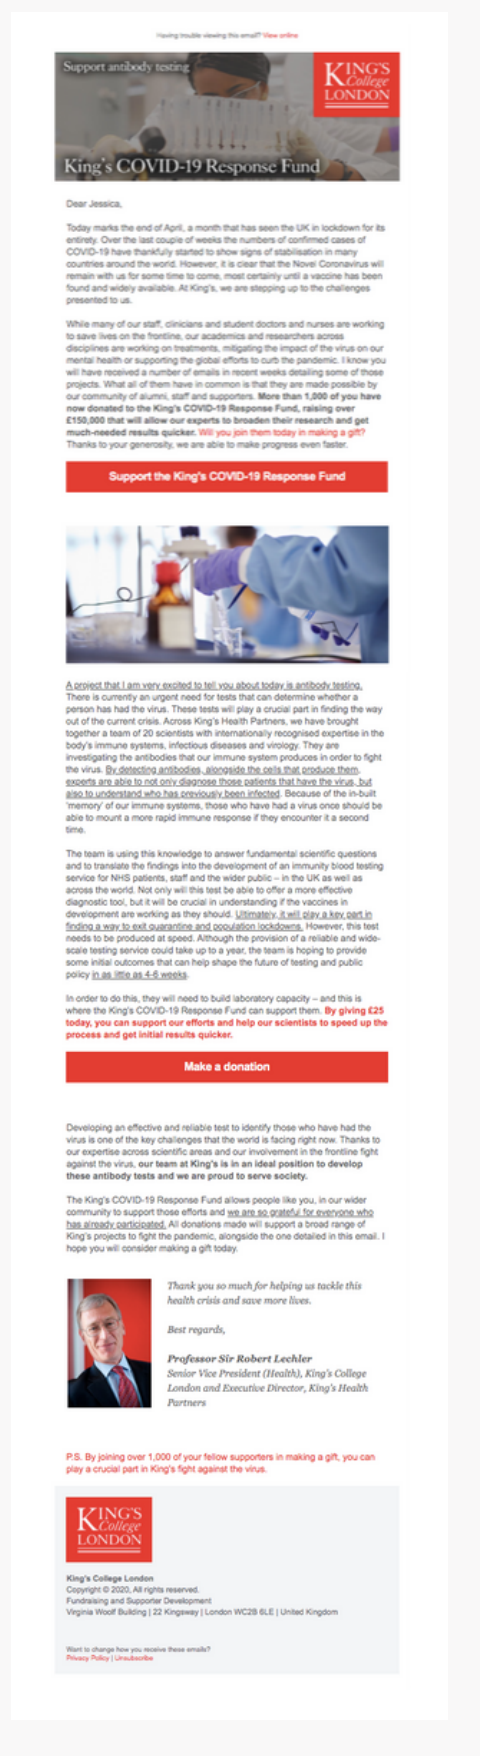 Having trouble viewing this email? View online
Support antibody testing
KING'S
College
LONDON
King's COVID-19 Response Fund
Dear Jessica,
Today marks the end of April, a month that has seen the UK in lockdown for its
entirety. Over the last couple of weeks the numbers of confirmed cases of
COVID-19 have thankfully started to show signs of stabilisation in many
countries around the world. However, it is clear that the Novel Coronavirus will
remain with us for some time to come, most certainly until a vaccine has been
found and widely available. At King's, we are stepping up to the challenges
presented to us.
While many of our staff, clinicians and student doctors and nurses are working
to save lives on the frontline, our academics and researchers across
disciplines are working on treatments, mitigating the impact of the virus on our
mental health or supporting the global efforts to curb the pandemic. I know you
will have received a number of emails in recent weeks detailing some of those
projects. What all of them have in common is that they are made possible by
our community of alumni, staff and supporters. More than 1,000 of you have
now donated to the King's COVID-19 Response Fund, raising over
£150,000 that will allow our experts to broaden their research and get
much-needed results quicker. Will you join them today in making a gift?
Thanks to your generosity, we are able to make progress even faster.
Support the King's COVID-19 Response Fund
A project that I am very excited to tell you about today is antibody testing.
There is currently an urgent need for tests that can determine whether a
person has had the virus. These tests will play a crucial part in finding the way
out of the current crisis. Across King's Health Partners, we have brought
together a team of 20 scientists with internationally recognised expertise in the
body's immune systems, infectious diseases and virology. They are
investigating the antibodies that our immune system produces in order to fight
the virus. By detecting antibodies, alongside the cells that produce them,
experts are able to not only diagnose those patients that have the virus, but
also to understand who has previously been infected. Because of the in-built
'memory' of our immune systems, those who have had a virus once should be
able to mount a more rapid immune response if they encounter it a second
time.
The team is using this knowledge to answer fundamental scientific questions
and to translate the findings into the development of an immunity blood testing
service for NHS patients, staff and the wider public – in the UK as well as
across the world. Not only will this test be able to offer a more effective
diagnostic tool, but it will be crucial in understanding if the vaccines in
development are working as they should. Ultimately, it will play a key part in
finding a way to exit quarantine and population lockdowns. However, this test
needs to be produced at speed. Although the provision of a reliable and wide-
scale testing service could take up to a year, the team is hoping to provide
some initial outcomes that can help shape the future of testing and public
policy in as little as 4-6 weeks.
In order to do this, they will need to build laboratory capacity – and this is
where the King's COVID-19 Response Fund can support them. By giving £25
today, you can support our efforts and help our scientists to speed up the
process and get initial results quicker.
Make a donation
Developing an effective and reliable test to identify those who have had the
virus is one of the key challenges that the world is facing right now. Thanks to
our expertise across scientific areas and our involvement in the frontline fight
against the virus, our team at King's is in an ideal position to develop
these antibody tests and we are proud to serve society.
The King's COVID-19 Response Fund allows people like you, in our wider
community to support those efforts and we are so grateful for everyone who
has already participated. All donations made will support a broad range of
King's projects to fight the pandemic, alongside the one detailed in this email. I
hope you will consider making a gift today.
Thank you so much for helping us tackle this
health crisis and save more lives.
Best regards,
Professor Sir Robert Lechler
Senior Vice President (Health), King's College
London and Executive Director, King's Health
Partners
P.S. By joining over 1,000 of your fellow supporters in making a gift, you can
play a crucial part in King's fight against the virus.
KING'S
College
LONDON
King's College London
Copyright © 2020, All rights reserved.
Fundraising and Supporter Development
Virginia Woolf Building | 22 Kingsway | London WC2B 6LE | United Kingdom
Want to change how you receive these emails?
Privacy Policy | Unsubscribe